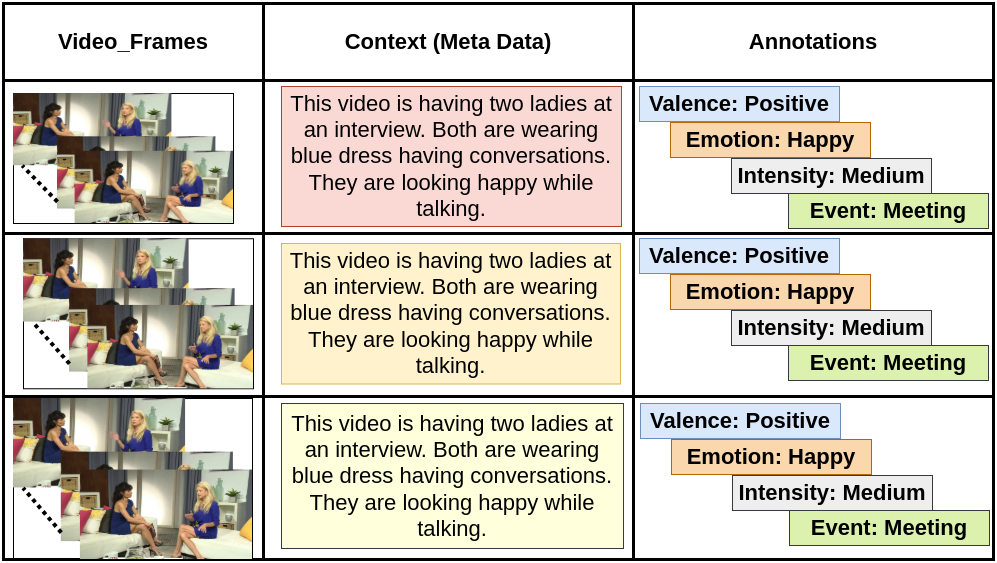 Video_Frames
Context (Meta Data)
Annotations
This video is having two ladies at
an interview. Both are wearing
blue dress having conversations.
They are looking happy while
talking.
Valence: Positive
Emotion: Happy
Intensity: Medium
Event: Meeting
This video is having two ladies at
an interview. Both are wearing
blue dress having conversations.
They are looking happy while
talking.
Valence: Positive
Emotion: Happy
Intensity: Medium
Event: Meeting
This video is having two ladies at
an interview. Both are wearing
blue dress having conversations.
They are looking happy while
talking.
Valence: Positive
Emotion: Happy
Intensity: Medium
Event: Meeting